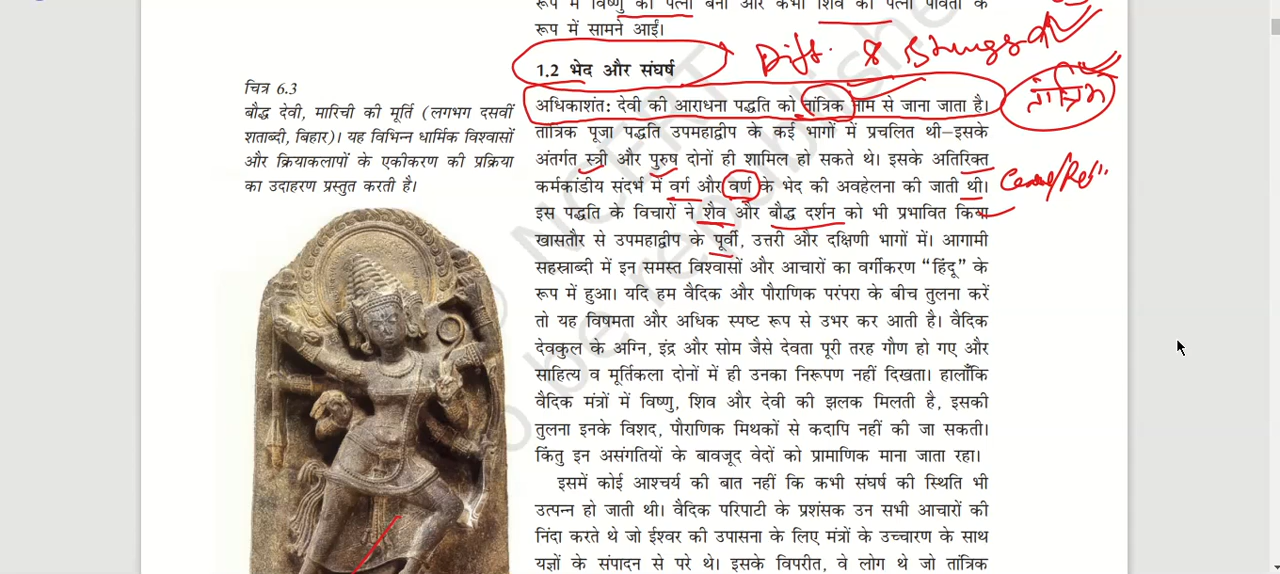 रूप में विष्णु की पत्नी बनीं और कभी शिव की पत्नी पार्वती के
रूप में सामने आईं।
Diff. & Struggle
1.2 भेद और संघर्ष
चित्र 6.3
बौद्ध देवी, मारिची की मूर्ति (लगभग दसवीं
शताब्दी, बिहार)। यह विभिन्न धार्मिक विश्वासों
और क्रियाकलापों के एकीकरण की प्रक्रिया
का उदाहरण प्रस्तुत करती है।
अधिकाशंत: देवी की आराधना पद्धति को तांत्रिक नाम से जाना जाता है।
तांत्रिक पूजा पद्धति उपमहाद्वीप के कई भागों में प्रचलित थी–इसके
अंतर्गत स्त्री और पुरुष दोनों ही शामिल हो सकते थे। इसके अतिरिक्त
कर्मकांडीय संदर्भ में वर्ग और वर्ण के भेद की अवहेलना की जाती थी।
इस पद्धति के विचारों ने शैव और बौद्ध दर्शन को भी प्रभावित किया
खासतौर से उपमहाद्वीप के पूर्वी, उत्तरी और दक्षिणी भागों में। आगामी
सहस्राब्दी में इन समस्त विश्वासों और आचारों का वर्गीकरण “हिंदू” के
रूप में हुआ। यदि हम वैदिक और पौराणिक परंपरा के बीच तुलना करें
तो यह विषमता और अधिक स्पष्ट रूप से उभर कर आती है। वैदिक
देवकुल के अग्नि, इंद्र और सोम जैसे देवता पूरी तरह गौण हो गए और
साहित्य व मूर्तिकला दोनों में ही उनका निरूपण नहीं दिखता। हालाँकि
वैदिक मंत्रों में विष्णु, शिव और देवी की झलक मिलती है, इसकी
तुलना इनके विशद, पौराणिक मिथकों से कदापि नहीं की जा सकती।
किंतु इन असंगतियों के बावजूद वेदों को प्रामाणिक माना जाता रहा।
इसमें कोई आश्चर्य की बात नहीं कि कभी संघर्ष की स्थिति भी
उत्पन्न हो जाती थी। वैदिक परिपाटी के प्रशंसक उन सभी आचारों की
निंदा करते थे जो ईश्वर की उपासना के लिए मंत्रों के उच्चारण के साथ
यज्ञों के संपादन से परे थे। इसके विपरीत, वे लोग थे जो तांत्रिक
तांत्रिक
© NCERT
be republished